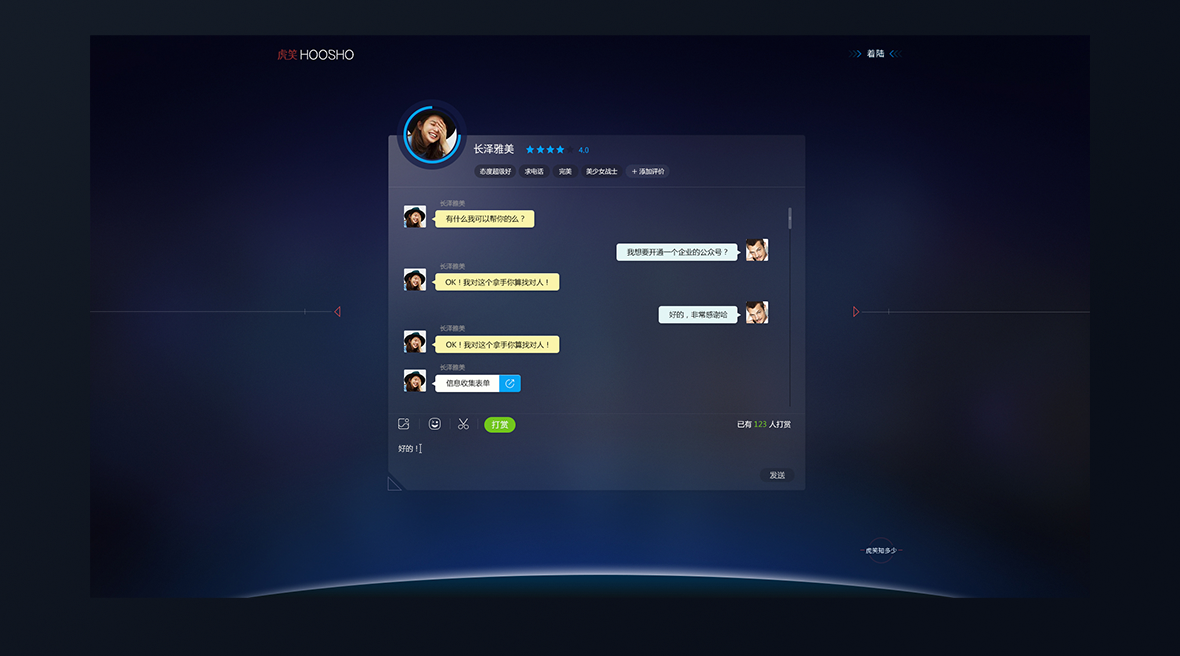 虎笑 HOOSHO
着陆
长泽雅美 4.0
态度超级好 求电话 完美 美少女战士 + 添加评价
长泽雅美
有什么我可以帮你的么？
我想要开通一个企业的公众号？
长泽雅美
OK！我对这个拿手你算找对人！
好的，非常感谢哈
长泽雅美
OK！我对这个拿手你算找对人！
长泽雅美
信息收集表单
打赏
已有 123 人打赏
好的！
发送
虎笑知多少